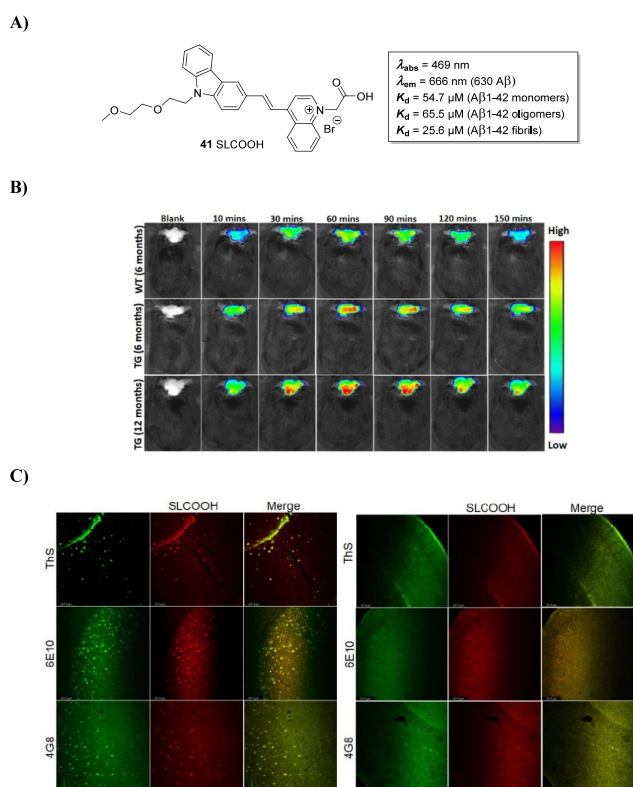 A)
N
O
O
N
+
O
OH
Br
⊖
41 SLCOOH
λabs = 469 nm
λem = 666 nm (630 Aβ)
Kd = 54.7 μM (Aβ1-42 monomers)
Kd = 65.5 μM (Aβ1-42 oligomers)
Kd = 25.6 μM (Aβ1-42 fibrils)
B)
Blank 10 mins 30 mins 60 mins 90 mins 120 mins 150 mins
High
WT (6 months)
TG (6 months)
TG (12 months)
Low
C)
SLCOOH Merge SLCOOH Merge
ThS ThS
6E10 6E10
4G8 4G8